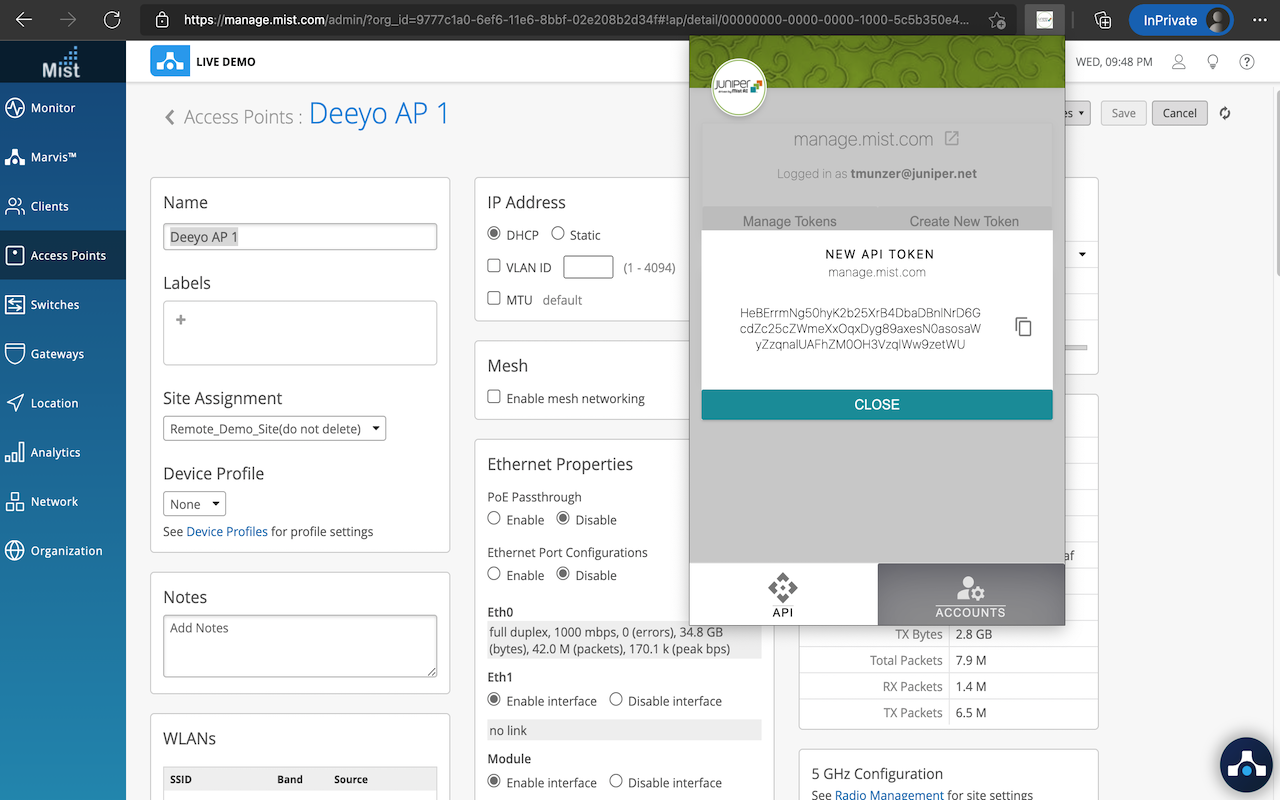 https://manage.mist.com/admin/?org_id=9777c1a0-6ef6-11e6-8bbf-02e208b2d34f#!ap/detail/00000000-0000-0000-1000-5c5b350e4...
InPrivate
Mist
LIVE DEMO
WED, 09:48 PM
Monitor
Marvis™
Clients
Access Points
Switches
Gateways
Location
Analytics
Network
Organization
Access Points : Deeyo AP 1
es
Save
Cancel
Name
Deeyo AP 1
Labels
+
Site Assignment
Remote_Demo_Site(do not delete)
Device Profile
None
See Device Profiles for profile settings
Notes
Add Notes
WLANs
SSID Band Source
IP Address
DHCP Static
VLAN ID (1 - 4094)
MTU default
Mesh
Enable mesh networking
Ethernet Properties
PoE Passthrough
Enable Disable
Ethernet Port Configurations
Enable Disable
Eth0
full duplex, 1000 mbps, 0 (errors), 34.8 GB
(bytes), 42.0 M (packets), 170.1 k (peak bps)
Eth1
Enable interface Disable interface
no link
Module
Enable interface Disable interface
Juniper
manage.mist.com
Logged in as tmunzer@juniper.net
Manage Tokens Create New Token
NEW API TOKEN
manage.mist.com
HeBErrmNg50hyK2b25XrB4DbaDBnlNrD6G
cdZc25cZWmeXxOqxDyg89axesN0asosaW
yZzqnaIUAFhZM0OH3VzqIWw9zetWU
CLOSE
API
ACCOUNTS
af
TX Bytes 2.8 GB
Total Packets 7.9 M
RX Packets 1.4 M
TX Packets 6.5 M
5 GHz Configuration
See Radio Management for site settings